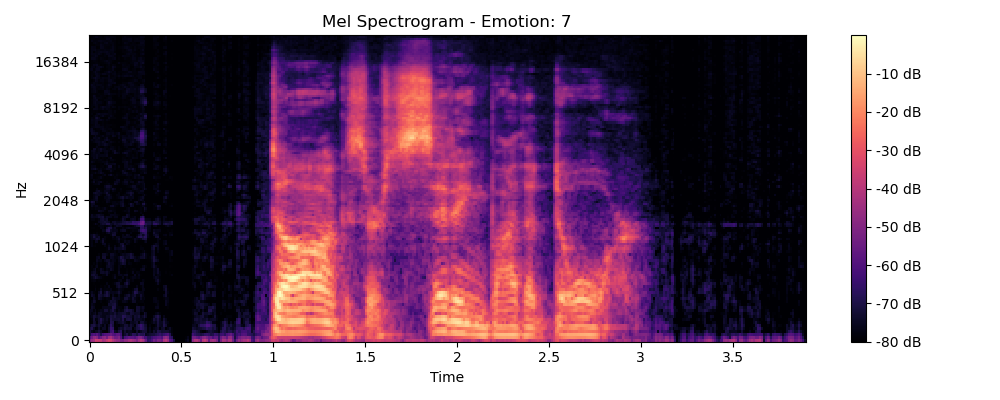 Mel Spectrogram - Emotion: 7
Hz
16384
8192
4096
2048
1024
512
0
0 0.5 1 1.5 2 2.5 3 3.5
Time
-10 dB
-20 dB
-30 dB
-40 dB
-50 dB
-60 dB
-70 dB
-80 dB